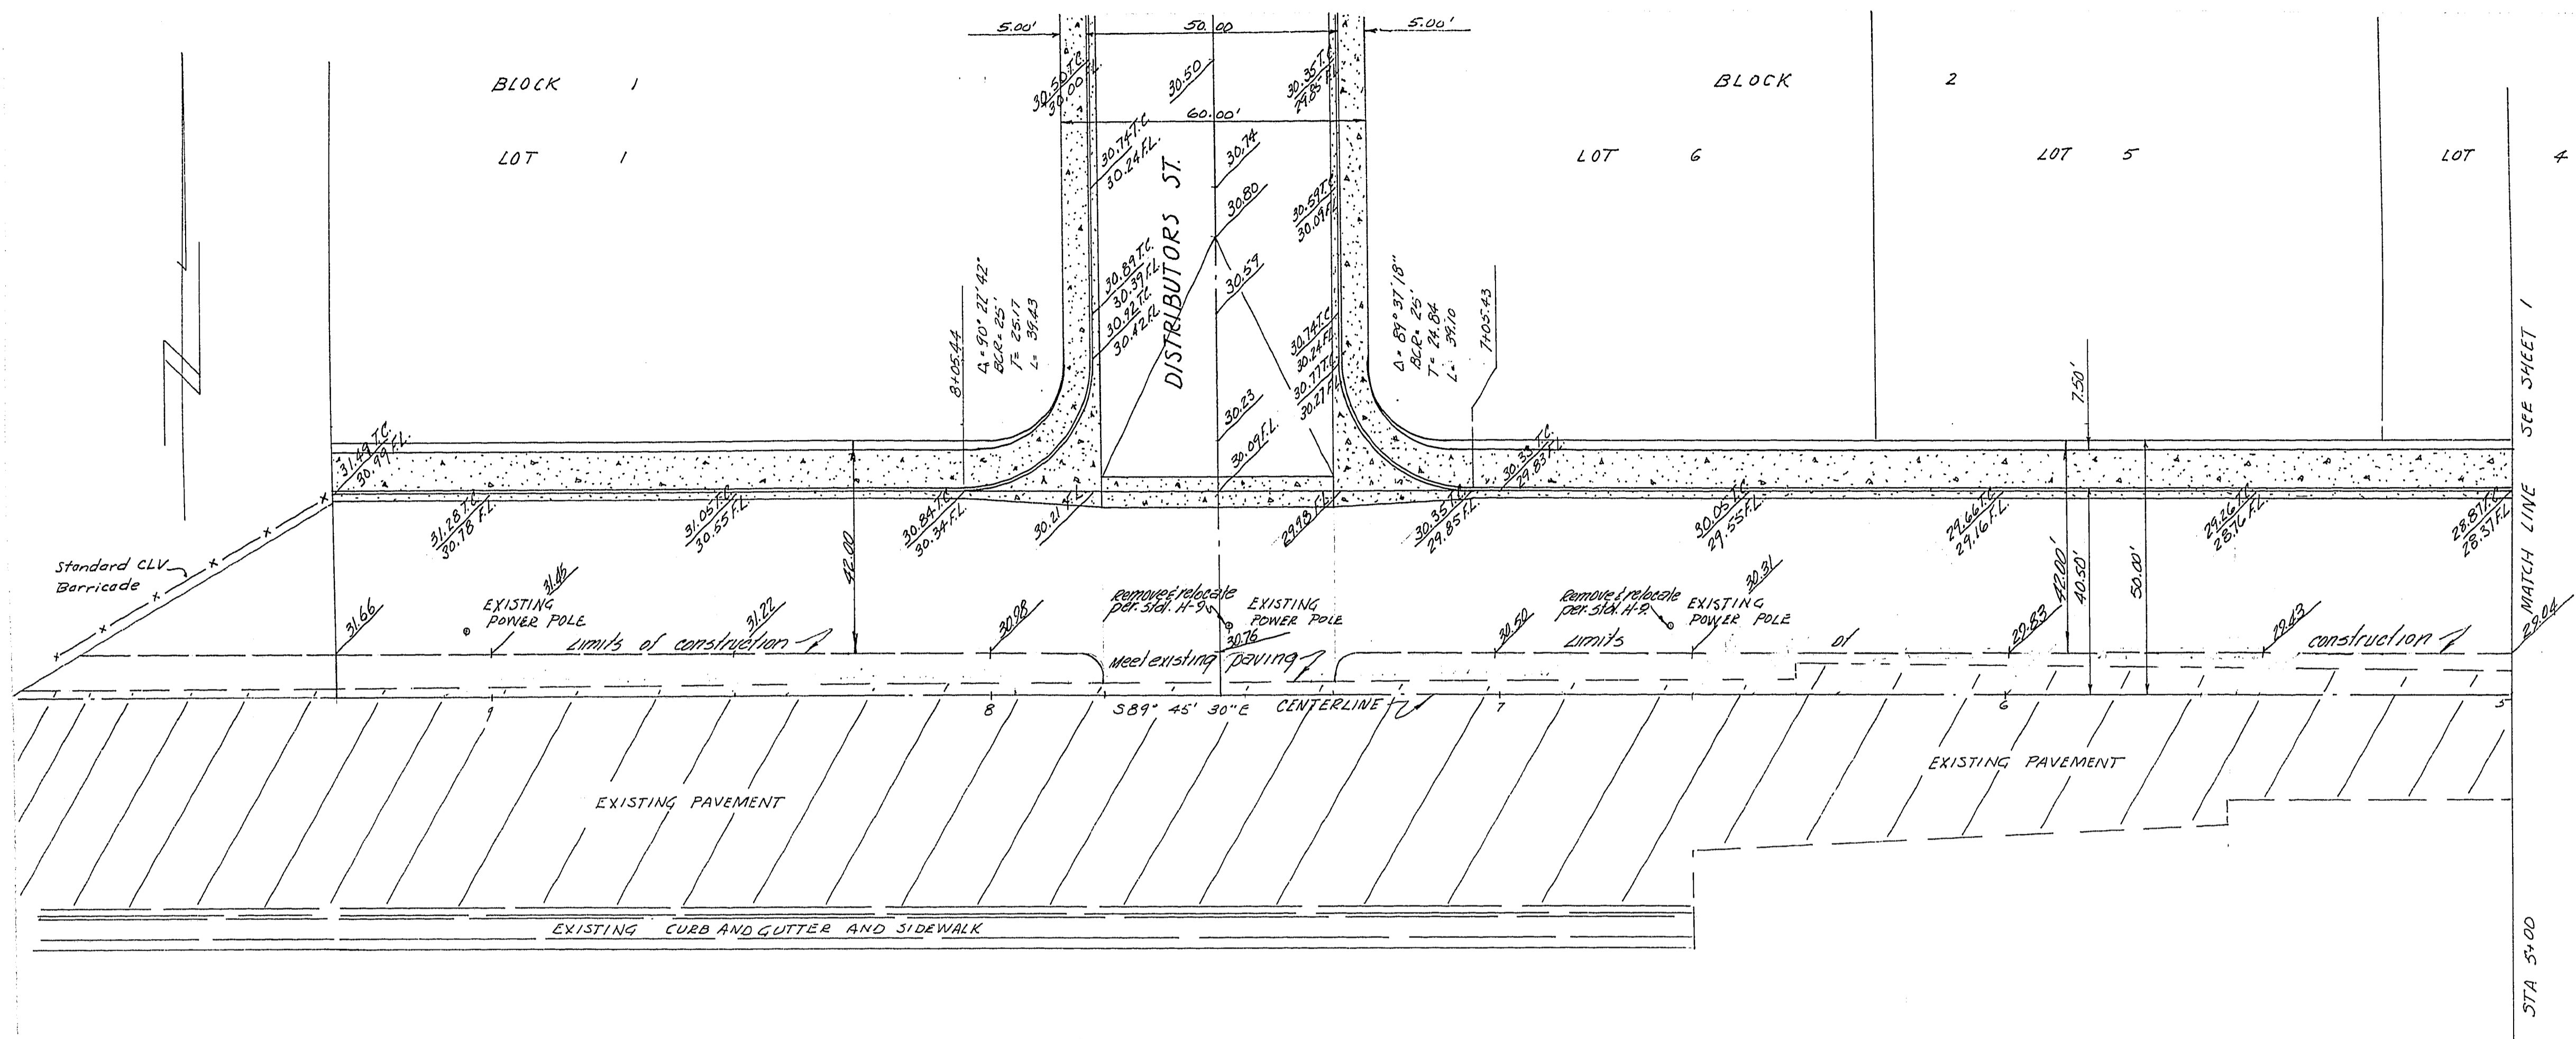 5.00'
50.00
5.00'
BLOCK 1
BLOCK 2
LOT 1
LOT 6
LOT 5
LOT 4
30.50 T.C.
30.00 F.L.
30.50
30.35 T.C.
29.85 F.L.
60.00'
30.74 T.C.
30.24 F.L.
30.74
30.80
30.59 T.C.
30.09 F.L.
DISTRIBUTORS ST.
30.89 T.C.
30.39 F.L.
30.92 T.C.
30.42 F.L.
30.59
30.74 T.C.
30.24 F.L.
30.77 T.C.
30.27 F.L.
30.23
30.09 F.L.
8+05.44
Δ = 90° 22' 42"
BCR = 25'
T = 25.17
L = 39.43
Δ = 89° 37' 18"
BCR = 25'
T = 24.84
L = 39.10
7+05.43
7.50'
31.49 T.C.
30.99 F.L.
31.28 T.C.
30.78 F.L.
31.05 T.C.
30.55 F.L.
30.84 T.C.
30.34 F.L.
30.21 F.L.
29.98 F.L.
30.35 T.C.
29.85 F.L.
30.33 T.C.
29.83 F.L.
30.05 T.C.
29.55 F.L.
29.66 T.C.
29.16 F.L.
29.26 T.C.
28.76 F.L.
28.87 T.C.
28.37 F.L.
42.00
42.00'
40.50'
50.00'
Standard CLV
Barricade
31.66
31.45
EXISTING
POWER POLE
31.22
Limits of construction
30.98
Remove & relocate
per. std. H-9.
EXISTING
POWER POLE
30.76
Meet existing paving
30.50
Remove & relocate
per. std. H-9.
EXISTING
POWER POLE
30.31
Limits of construction
29.83
29.43
29.04
9
8
S89° 45' 30"E CENTERLINE
7
6
5
EXISTING PAVEMENT
EXISTING PAVEMENT
EXISTING CURB AND GUTTER AND SIDEWALK
MATCH LINE SEE SHEET 1
STA 5+00